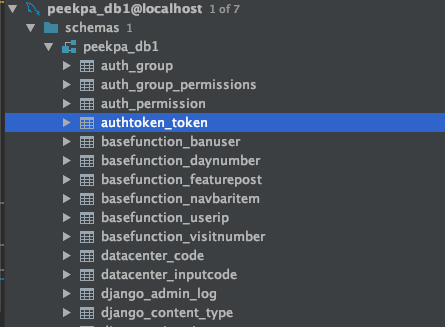 peekpa_db1@localhost 1 of 7
schemas 1
peekpa_db1
auth_group
auth_group_permissions
auth_permission
authtoken_token
basefunction_banuser
basefunction_daynumber
basefunction_featurepost
basefunction_navbaritem
basefunction_userip
basefunction_visitnumber
datacenter_code
datacenter_inputcode
django_admin_log
django_content_type